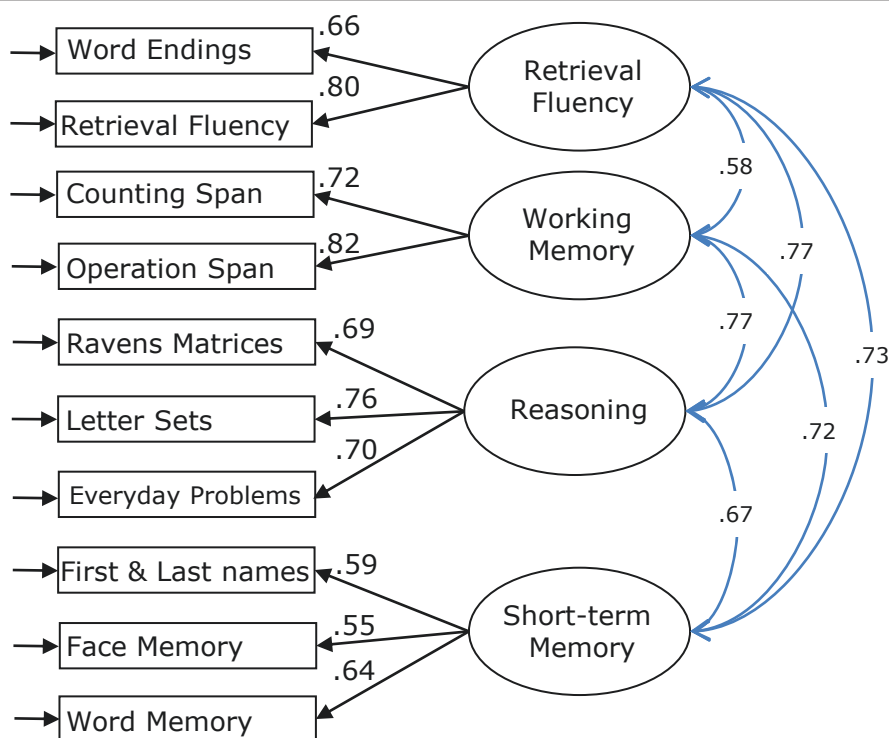 .66
Word Endings
Retrieval
Fluency
.80
Retrieval Fluency
.58
Counting Span
.72
Working
Memory
.82
Operation Span
.77
.77
Ravens Matrices
.69
.73
Letter Sets
.76
Reasoning
.72
.70
Everyday Problems
.67
First & Last names
.59
Short-term
Memory
Face Memory
.55
.64
Word Memory